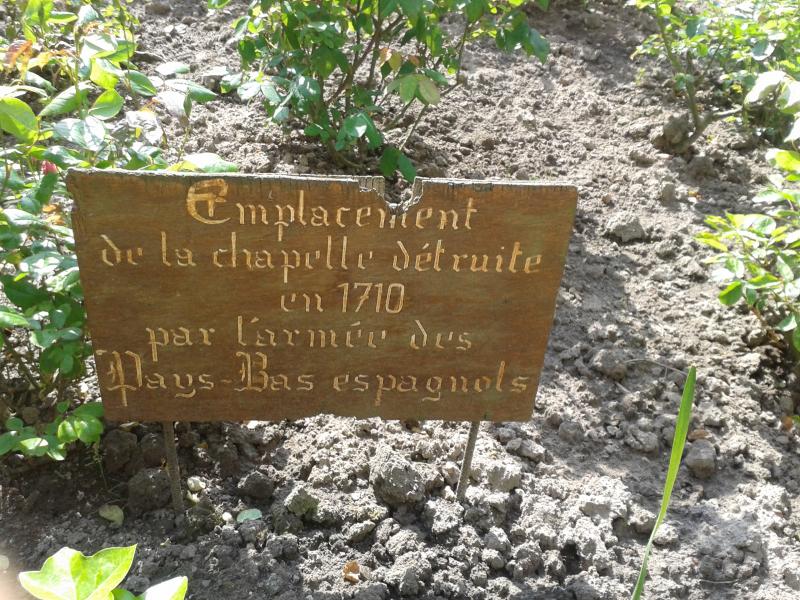 Emplacement
de la chapelle détruite
en 1710
par l'armée des
Pays-Bas espagnols